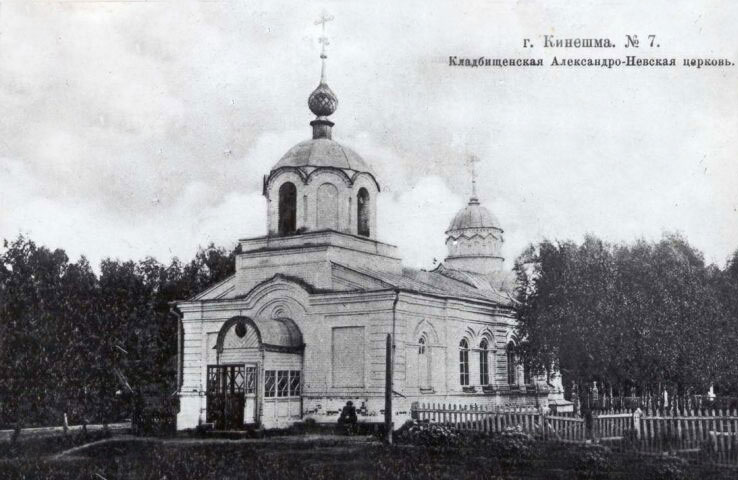 г. Кинешма. № 7.
Кладбищенская Александро-Невская церковь.